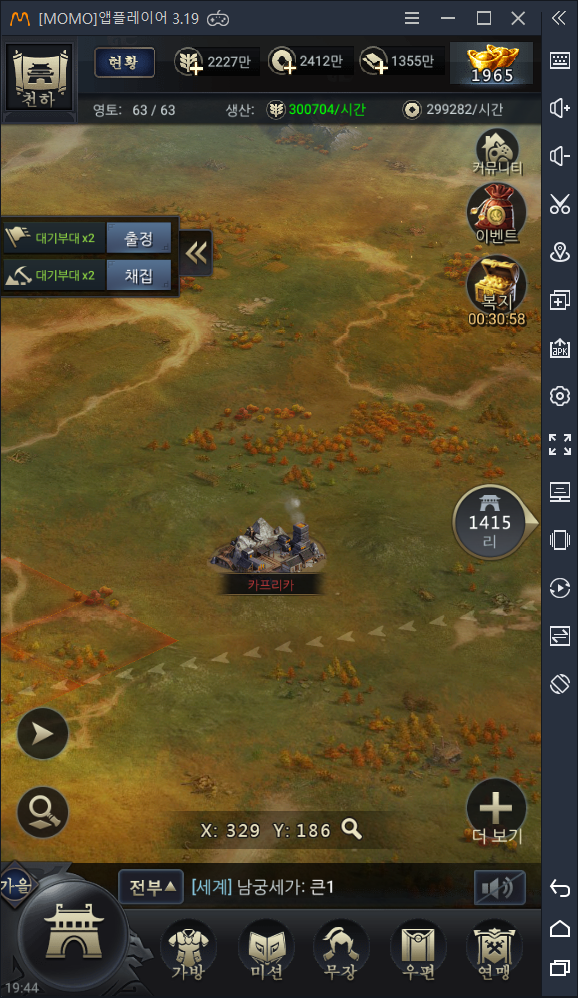 [MOMO]앱플레이어 3.19
천하
현황
2227만
2412만
1355만
1965
영토: 63 / 63
생산: 300704/시간
299282/시간
커뮤니티
대기부대 x2
출정
이벤트
대기부대 x2
채집
복지
00:30:58
1415
리
카프리카
X: 329 Y: 186
더 보기
가을
전부
[세계] 남궁세가: 큰1
가방
미션
무장
우편
연맹
19:44
APK